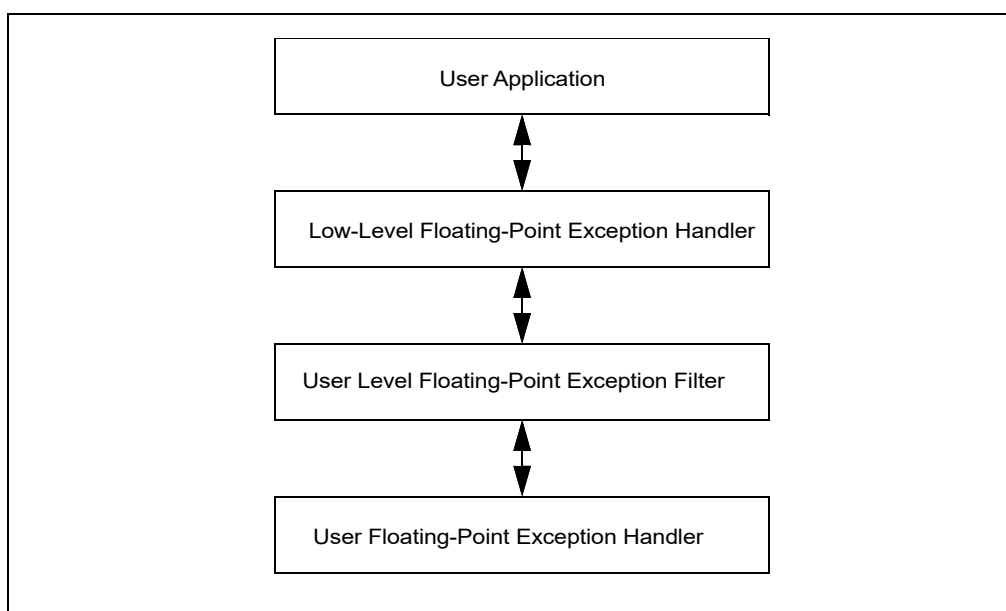 User Application
Low-Level Floating-Point Exception Handler
User Level Floating-Point Exception Filter
User Floating-Point Exception Handler